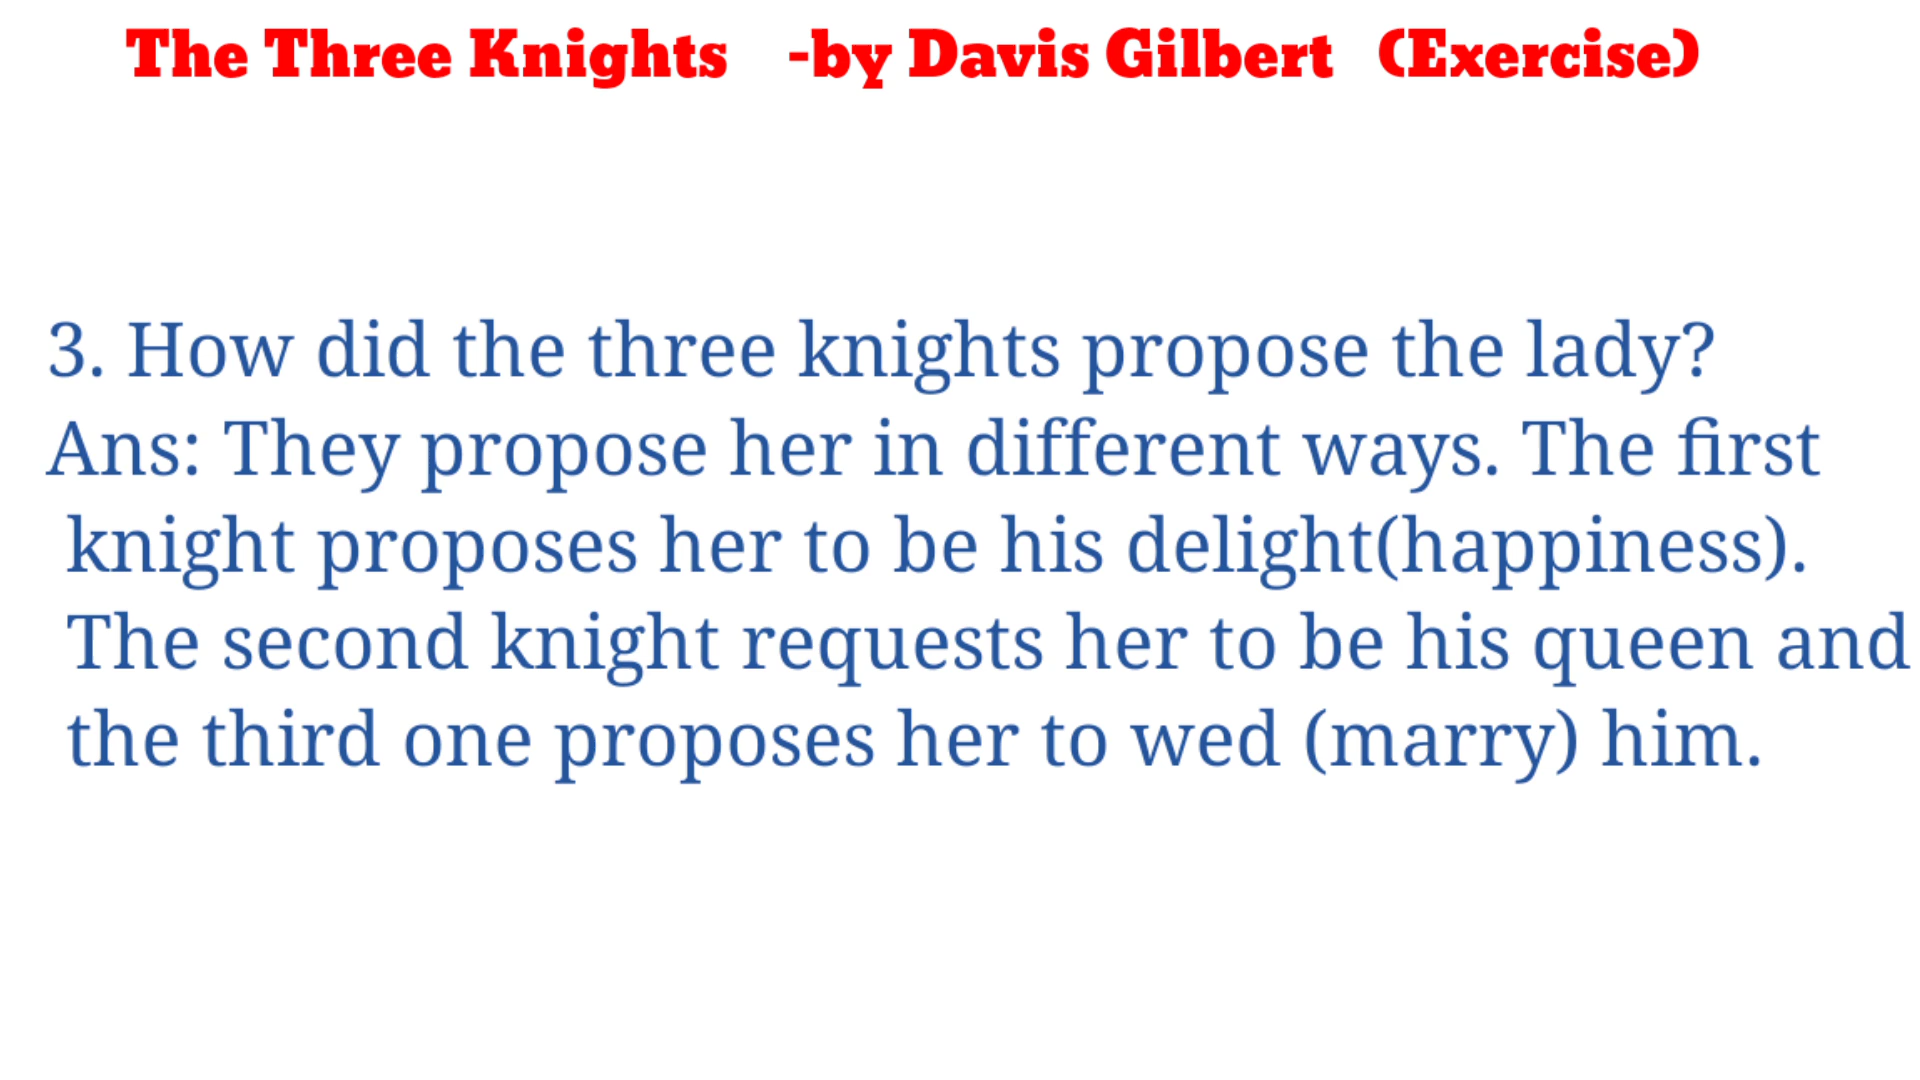 The Three Knights -by Davis Gilbert (Exercise)
3. How did the three knights propose the lady?
Ans: They propose her in different ways. The first
knight proposes her to be his delight(happiness).
The second knight requests her to be his queen and
the third one proposes her to wed (marry) him.